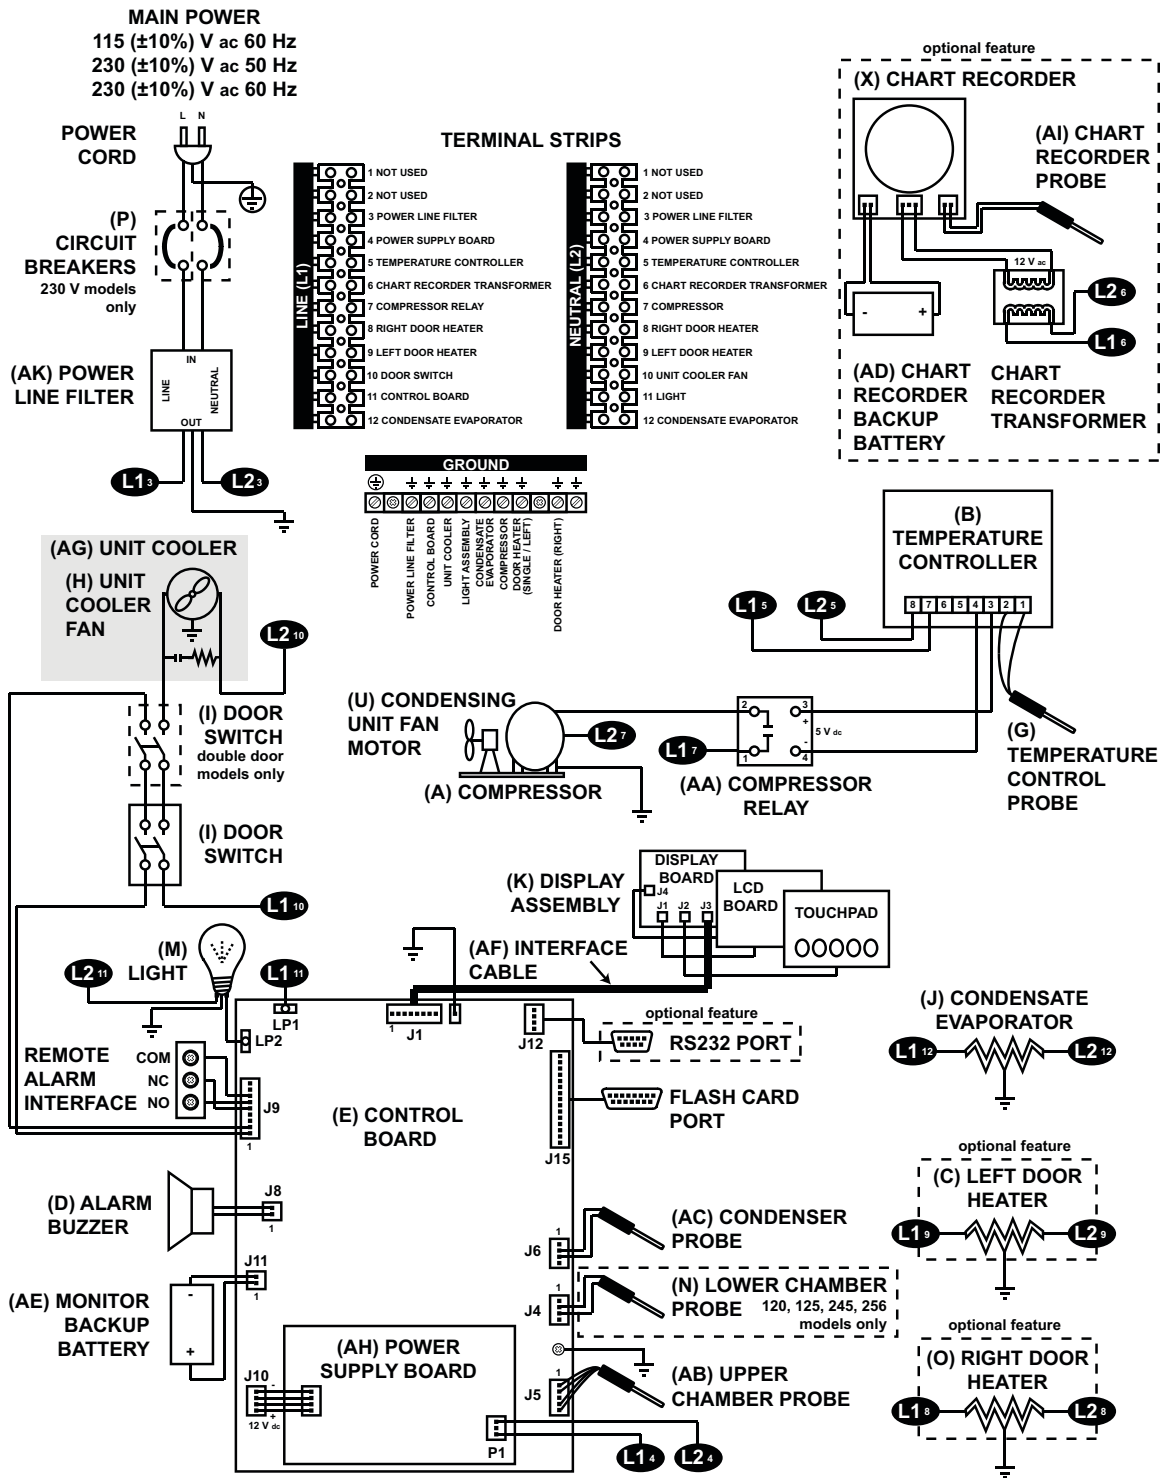 MAIN POWER
115 (±10%) V ac 60 Hz
230 (±10%) V ac 50 Hz
230 (±10%) V ac 60 Hz
L N
POWER
CORD
(P)
CIRCUIT
BREAKERS
230 V models
only
IN
LINE
NEUTRAL
OUT
(AK) POWER
LINE FILTER
L1 3
L2 3
TERMINAL STRIPS
LINE (L1)
1 NOT USED
2 NOT USED
3 POWER LINE FILTER
4 POWER SUPPLY BOARD
5 TEMPERATURE CONTROLLER
6 CHART RECORDER TRANSFORMER
7 COMPRESSOR RELAY
8 RIGHT DOOR HEATER
9 LEFT DOOR HEATER
10 DOOR SWITCH
11 CONTROL BOARD
12 CONDENSATE EVAPORATOR
NEUTRAL (L2)
1 NOT USED
2 NOT USED
3 POWER LINE FILTER
4 POWER SUPPLY BOARD
5 TEMPERATURE CONTROLLER
6 CHART RECORDER TRANSFORMER
7 COMPRESSOR
8 RIGHT DOOR HEATER
9 LEFT DOOR HEATER
10 UNIT COOLER FAN
11 LIGHT
12 CONDENSATE EVAPORATOR
GROUND
POWER CORD
POWER LINE FILTER
CONTROL BOARD
UNIT COOLER
LIGHT ASSEMBLY
CONDENSATE
EVAPORATOR
COMPRESSOR
DOOR HEATER
(SINGLE / LEFT)
DOOR HEATER (RIGHT)
optional feature
(X) CHART RECORDER
(AI) CHART
RECORDER
PROBE
12 V ac
- +
L2 6
L1 6
(AD) CHART
RECORDER
BACKUP
BATTERY
CHART
RECORDER
TRANSFORMER
(AG) UNIT COOLER
(H) UNIT
COOLER
FAN
L2 10
(I) DOOR
SWITCH
double door
models only
(I) DOOR
SWITCH
L1 10
(B)
TEMPERATURE
CONTROLLER
8 7 6 5 4 3 2 1
L1 5
L2 5
(G)
TEMPERATURE
CONTROL
PROBE
(U) CONDENSING
UNIT FAN
MOTOR
L2 7
L1 7
2 3
+
5 V dc
-
1 4
(A) COMPRESSOR
(AA) COMPRESSOR
RELAY
(K) DISPLAY
ASSEMBLY
DISPLAY
BOARD
J4
J1 J2 J3
LCD
BOARD
TOUCHPAD
(AF) INTERFACE
CABLE
(M)
LIGHT
L2 11
L1 11
LP1
LP2
1
J1
J12
optional feature
RS232 PORT
FLASH CARD
PORT
J15
REMOTE
ALARM
INTERFACE
COM
NC
NO
J9
1
(E) CONTROL
BOARD
(J) CONDENSATE
EVAPORATOR
L1 12
L2 12
(D) ALARM
BUZZER
J8
1
J11
1
(AE) MONITOR
BACKUP
BATTERY
-
+
(AC) CONDENSER
PROBE
1
J6
(N) LOWER CHAMBER
PROBE 120, 125, 245, 256
models only
1
J4
(AB) UPPER
CHAMBER PROBE
1
J5
(AH) POWER
SUPPLY BOARD
J10
-
+
12 V dc
P1
L1 4
L2 4
optional feature
(C) LEFT DOOR
HEATER
L1 9
L2 9
optional feature
(O) RIGHT DOOR
HEATER
L1 8
L2 8